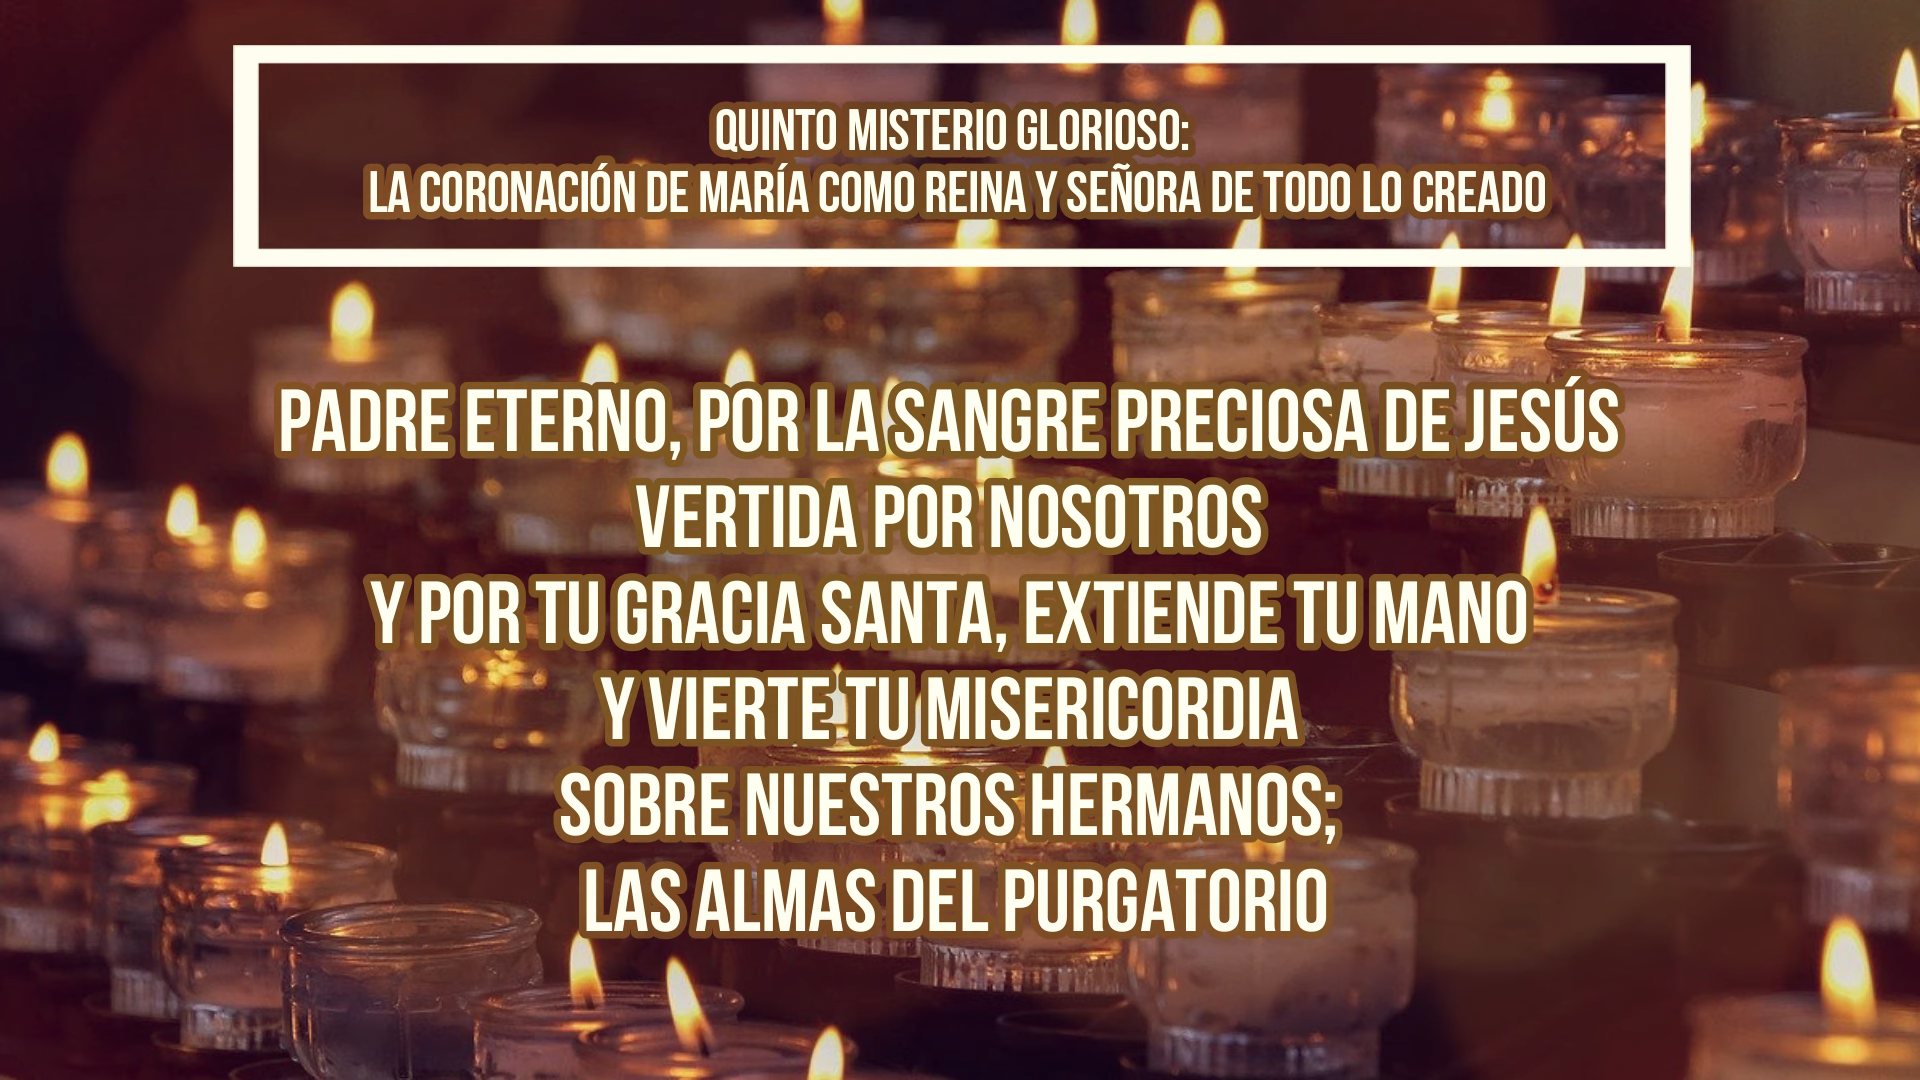 QUINTO MISTERIO GLORIOSO:
LA CORONACIÓN DE MARÍA COMO REINA Y SEÑORA DE TODO LO CREADO
PADRE ETERNO, POR LA SANGRE PRECIOSA DE JESÚS
VERTIDA POR NOSOTROS
Y POR TU GRACIA SANTA, EXTIENDE TU MANO
Y VIERTE TU MISERICORDIA
SOBRE NUESTROS HERMANOS;
LAS ALMAS DEL PURGATORIO